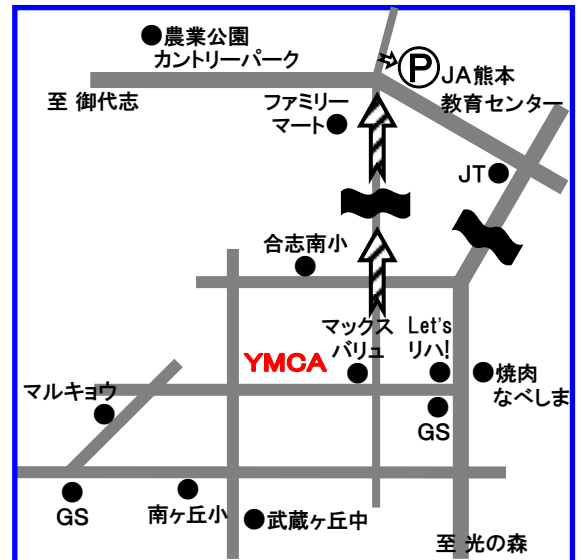 農業公園
カントリーパーク
至 御代志
P
JA熊本
教育センター
ファミリー
マート
JT
合志南小
マックス
バリュ
Let's
リハ!
YMCA
焼肉
なべしま
マルキョウ
GS
GS
南ヶ丘小
武蔵ヶ丘中
至 光の森